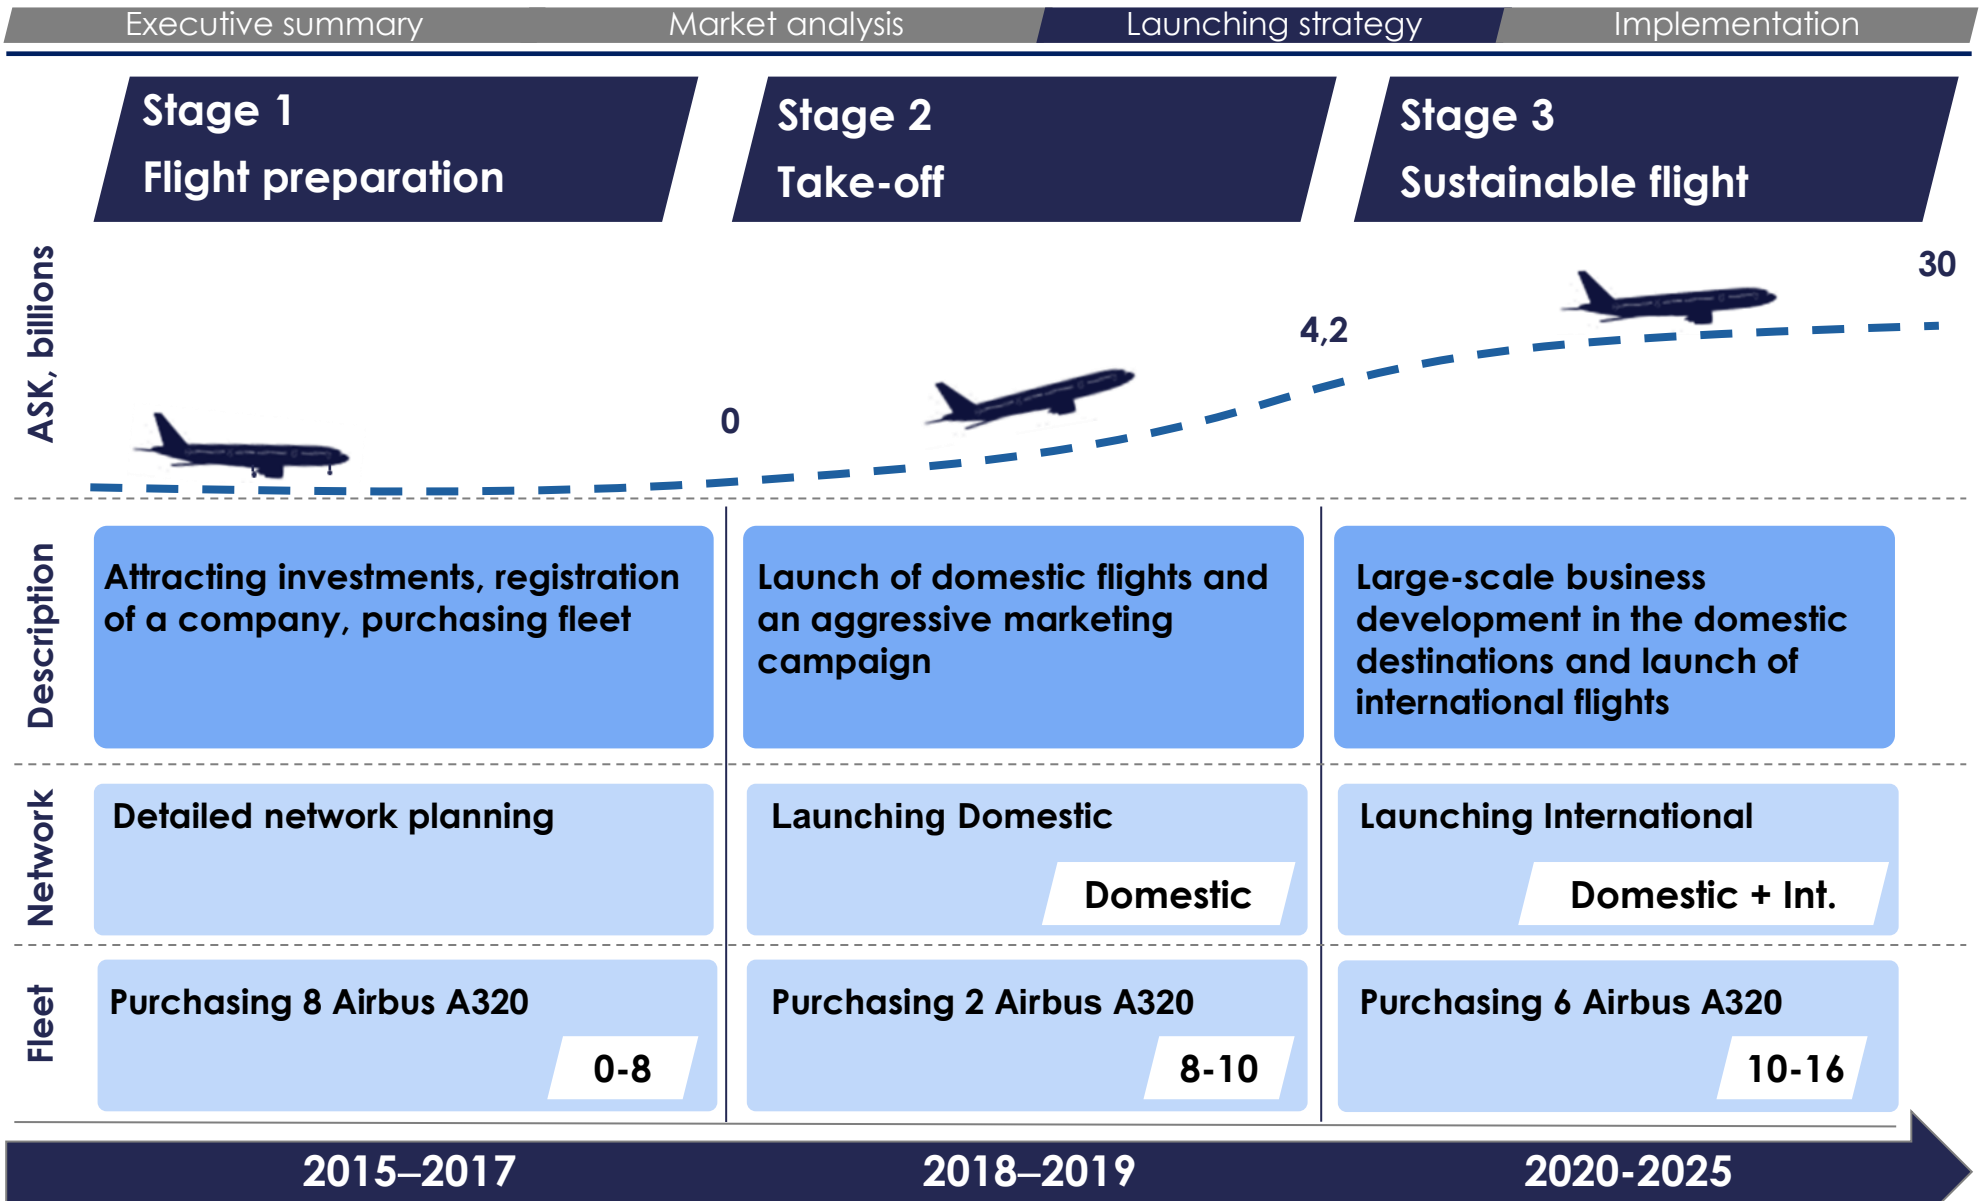 Executive summary
Market analysis
Launching strategy
Implementation
Stage 1
Flight preparation
Stage 2
Take-off
Stage 3
Sustainable flight
ASK, billions
0
4,2
30
Description
Attracting investments, registration
of a company, purchasing fleet
Launch of domestic flights and
an aggressive marketing
campaign
Large-scale business
development in the domestic
destinations and launch of
international flights
Network
Detailed network planning
Launching Domestic
Domestic
Launching International
Domestic + Int.
Fleet
Purchasing 8 Airbus A320
0-8
Purchasing 2 Airbus A320
8-10
Purchasing 6 Airbus A320
10-16
2015–2017
2018–2019
2020-2025